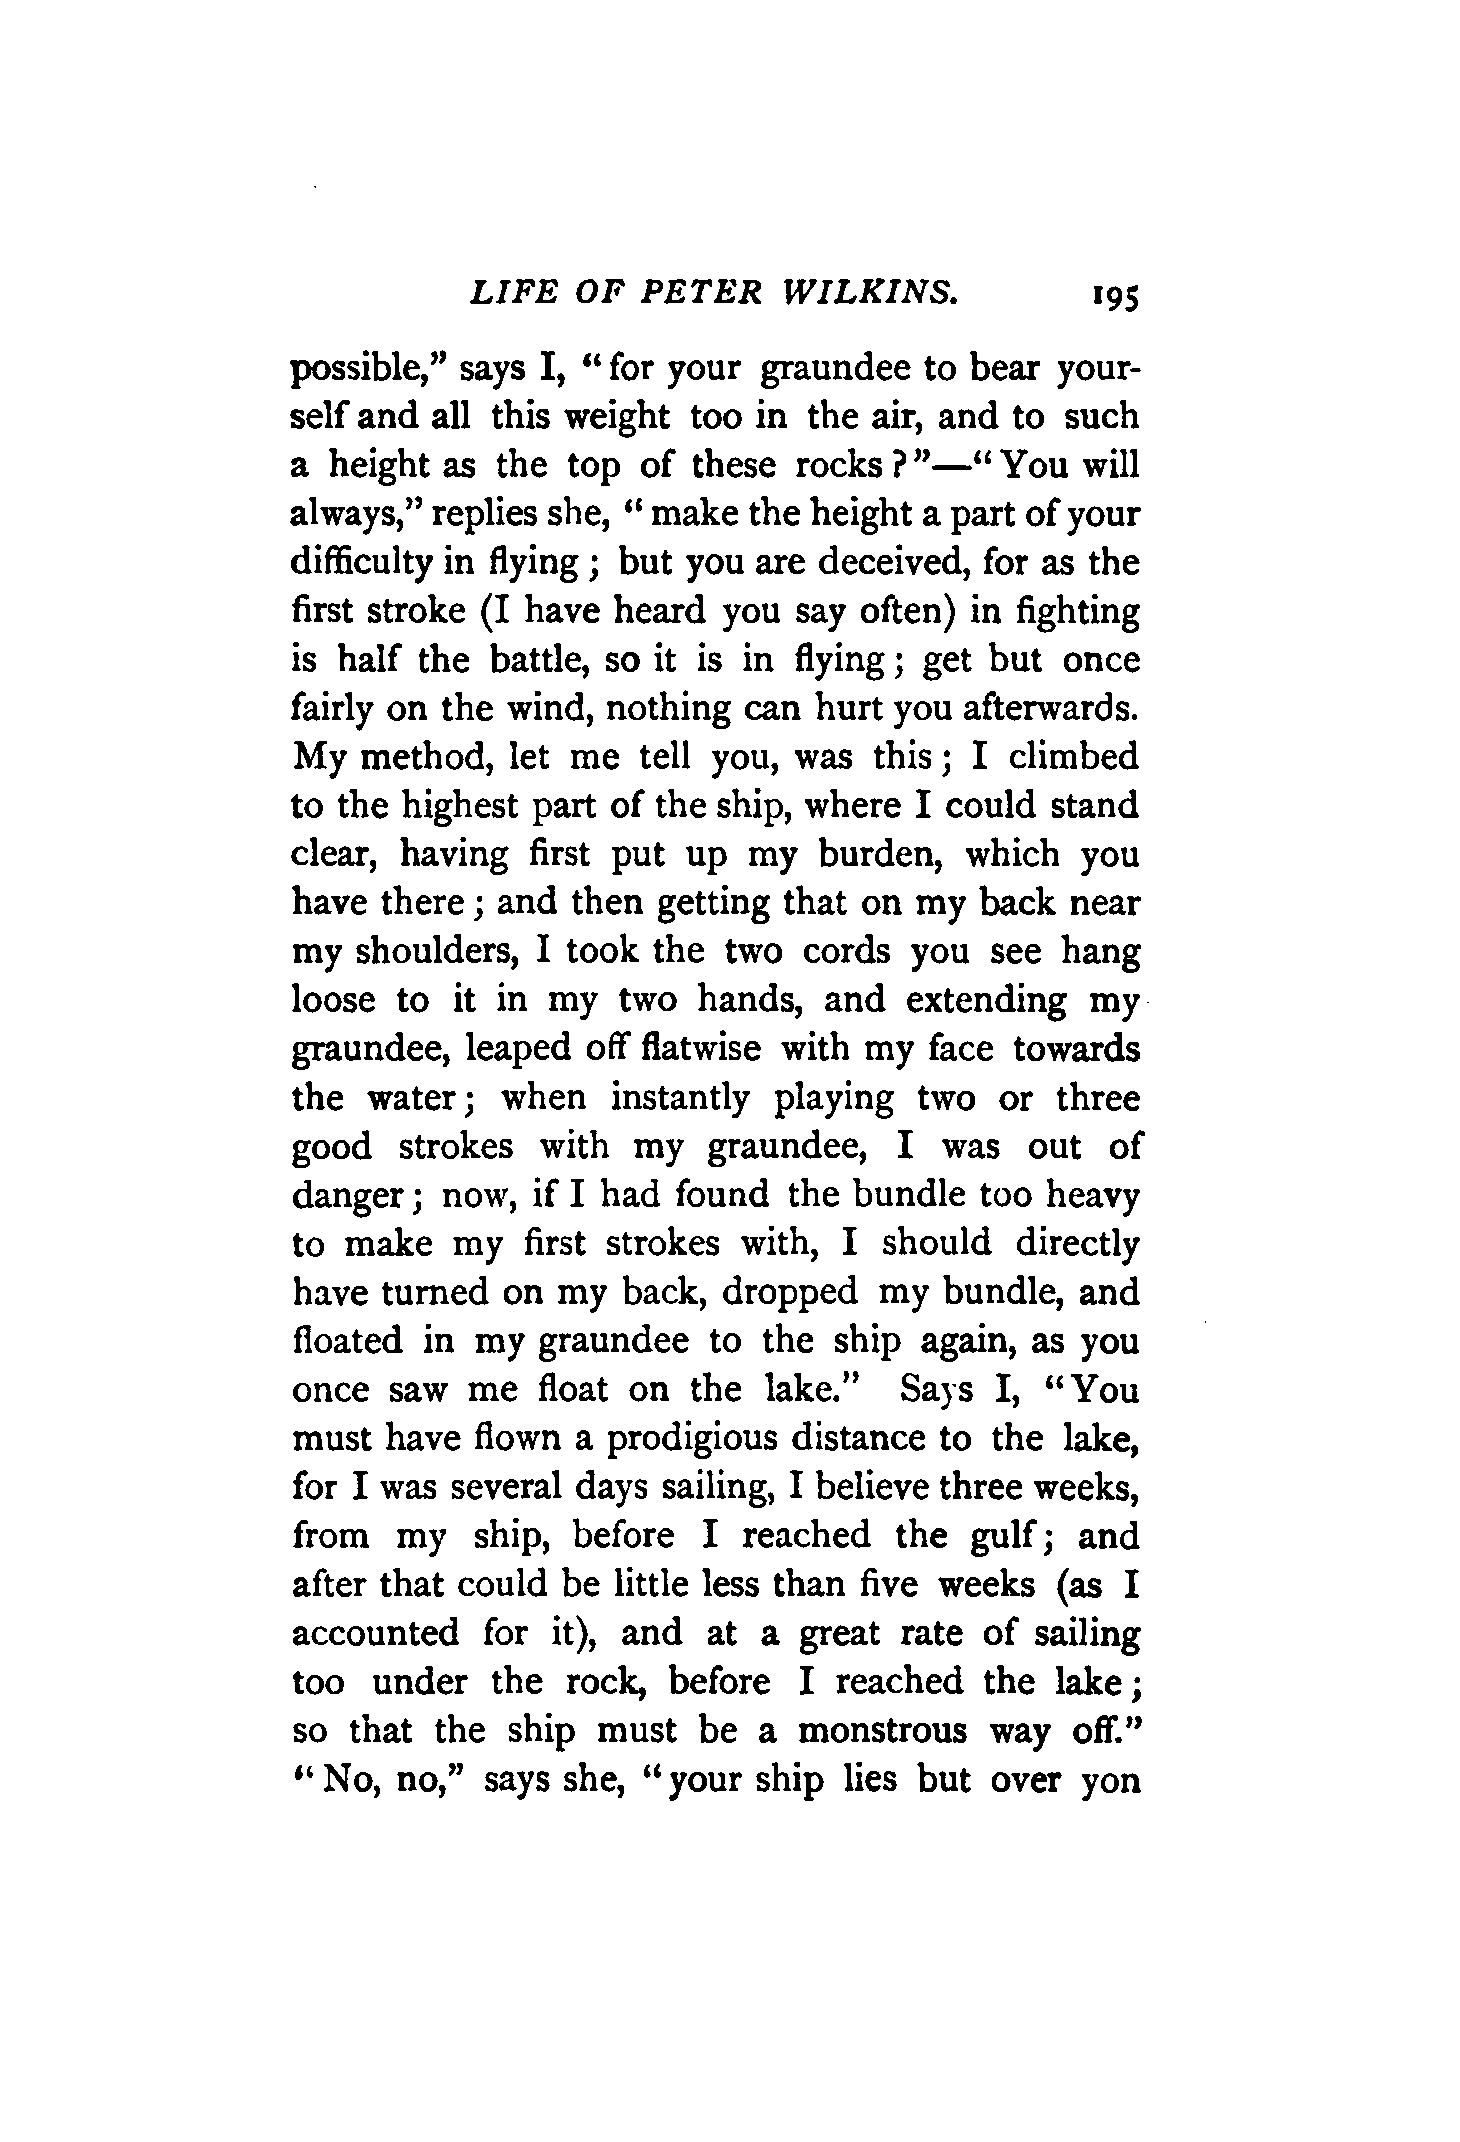 LIFE OF PETER WILKINS. 195
possible,” says I, “for your graundee to bear your-
self and all this weight too in the air, and to such
a height as the top of these rocks?”—“You will
always,” replies she, “make the height a part of your
difficulty in flying; but you are deceived, for as the
first stroke (I have heard you say often) in fighting
is half the battle, so it is in flying; get but once
fairly on the wind, nothing can hurt you afterwards.
My method, let me tell you, was this; I climbed
to the highest part of the ship, where I could stand
clear, having first put up my burden, which you
have there; and then getting that on my back near
my shoulders, I took the two cords you see hang
loose to it in my two hands, and extending my
graundee, leaped off flatwise with my face towards
the water; when instantly playing two or three
good strokes with my graundee, I was out of
danger; now, if I had found the bundle too heavy
to make my first strokes with, I should directly
have turned on my back, dropped my bundle, and
floated in my graundee to the ship again, as you
once saw me float on the lake.” Says I, “You
must have flown a prodigious distance to the lake,
for I was several days sailing, I believe three weeks,
from my ship, before I reached the gulf; and
after that could be little less than five weeks (as I
accounted for it), and at a great rate of sailing
too under the rock, before I reached the lake;
so that the ship must be a monstrous way off.”
“No, no,” says she, “your ship lies but over yon